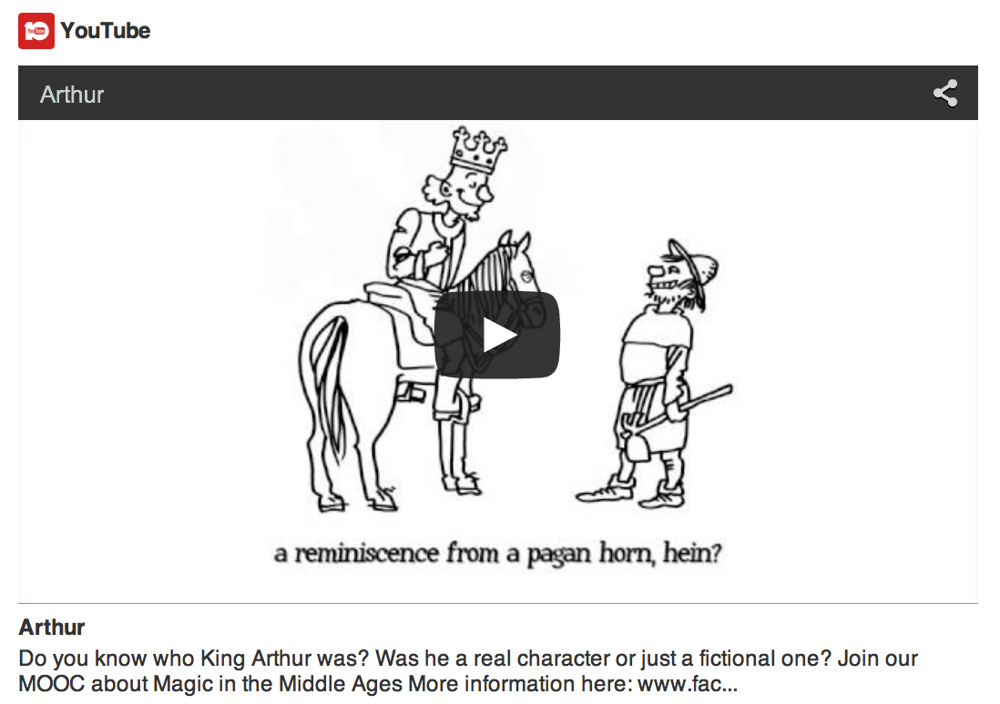 YouTube
Arthur
a reminiscence from a pagan horn, hein?
Arthur
Do you know who King Arthur was? Was he a real character or just a fictional one? Join our
MOOC about Magic in the Middle Ages More information here: www.fac...